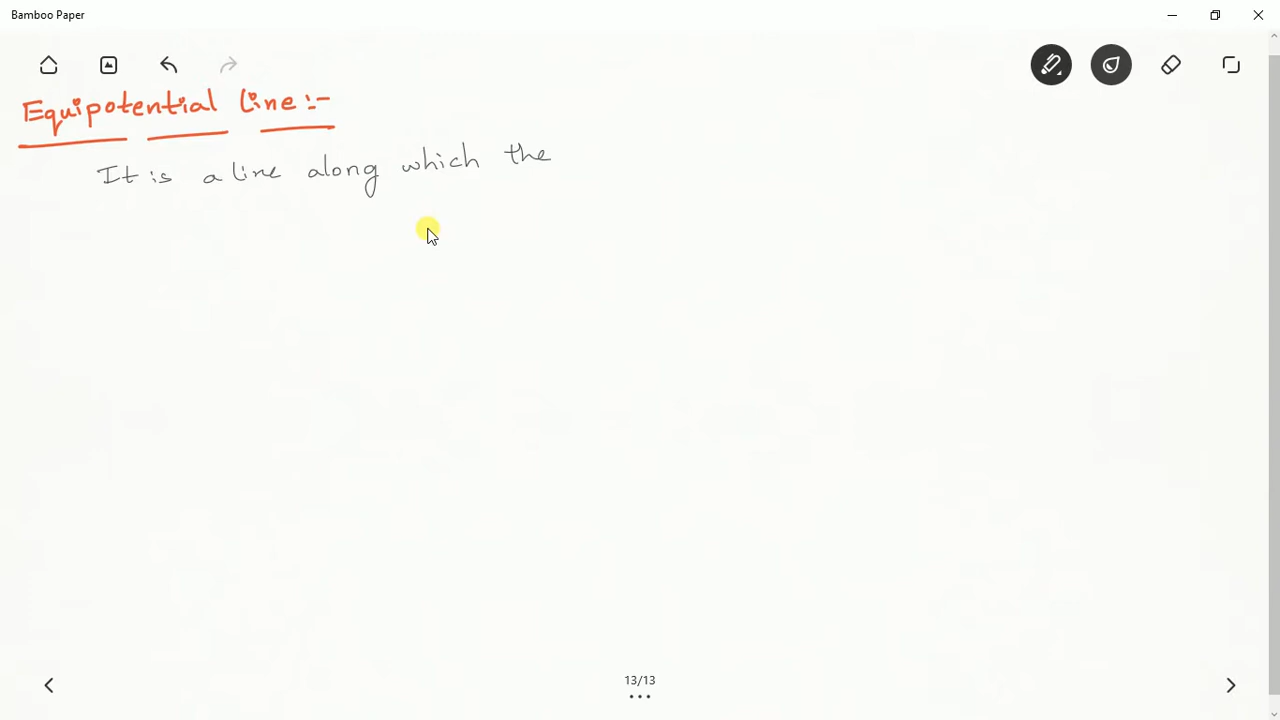 Bamboo Paper
Equipotential line :-
It is a line along which the
13/13